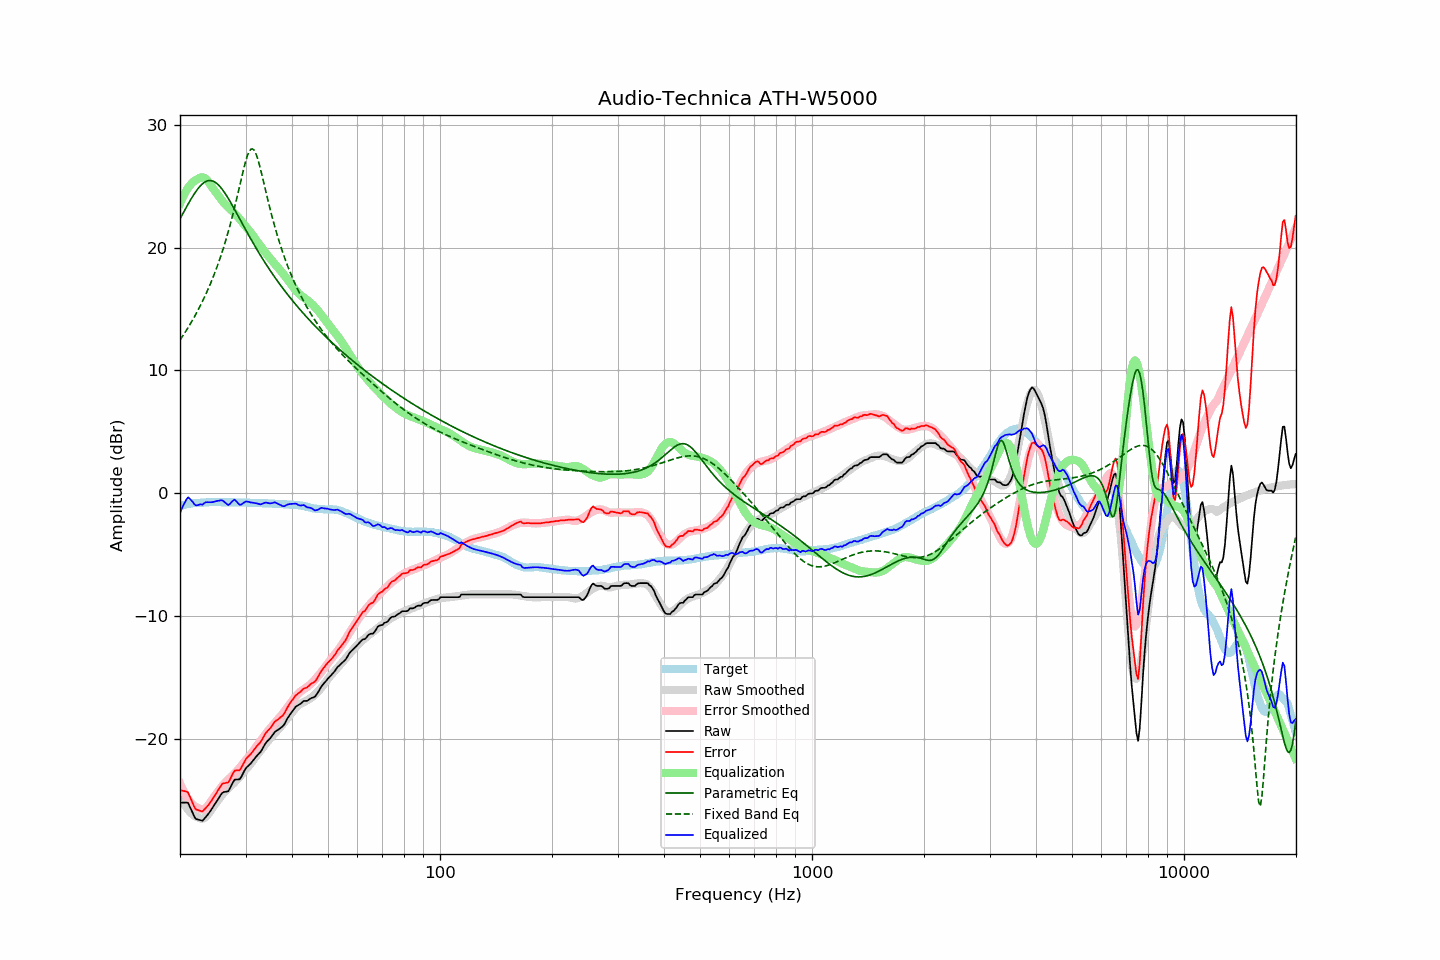 Audio-Technica ATH-W5000
30
20
10
0
−10
−20
Amplitude (dBr)
Target
Raw Smoothed
Error Smoothed
Raw
Error
Equalization
Parametric Eq
Fixed Band Eq
Equalized
100
1000
10000
Frequency (Hz)